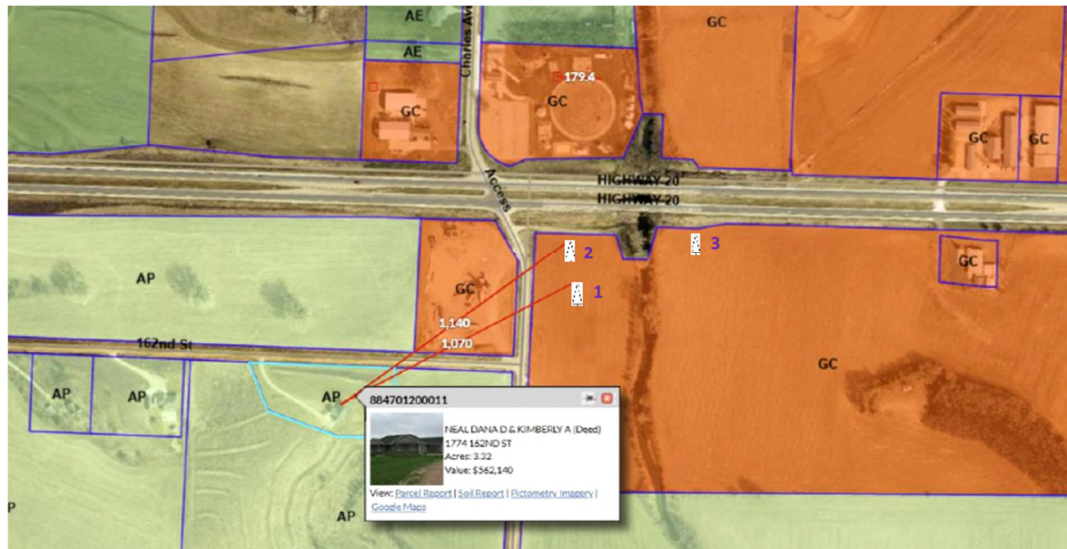 AE
GC
AE
Charles Av
179.4
GC
GC
GC
GC
Access
HIGHWAY 20
HIGHWAY 20
2
3
AP
GC
GC
1
1,140
1,070
162nd St
GC
AP
AP
AP
884701200011
NEAL DANA D & KIMBERLY A (Deed)
1774 162ND ST
Acres: 3.32
Value: $562,140
View: Parcel Report | Soil Report | Pictometry Imagery |
Google Maps
P
AP